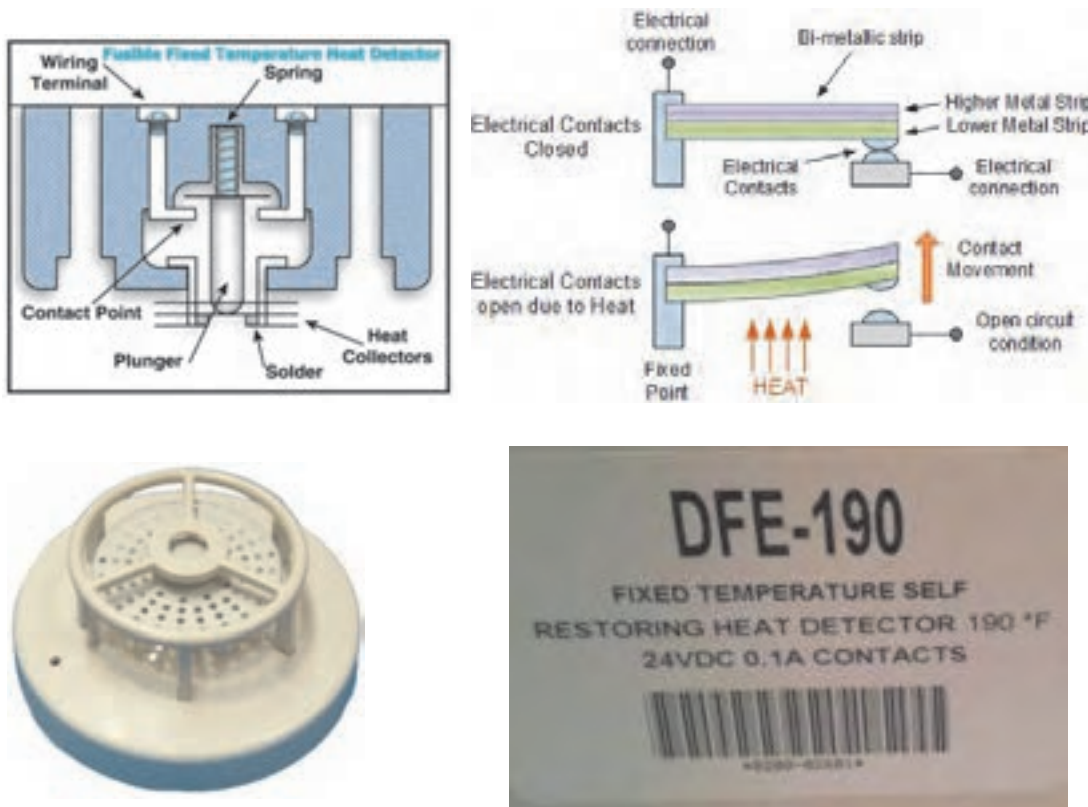 Fusible Fixed Temperature Heat Detector
Wiring
Terminal
Spring
Contact Point
Plunger
Solder
Heat
Collectors
Electrical
connection
Bi-metallic strip
Higher Metal Strip
Lower Metal Strip
Electrical Contacts
Closed
Electrical
Contacts
Electrical
connection
Electrical Contacts
open due to Heat
Contact
Movement
Open circuit
condition
Fixed
Point
HEAT
DFE-190
FIXED TEMPERATURE SELF
RESTORING HEAT DETECTOR 190 °F
24VDC 0.1A CONTACTS